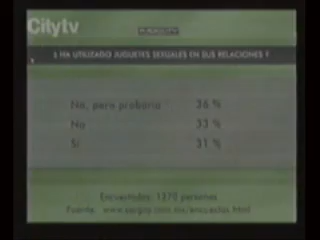 Citytv
¿ HA UTILIZADO JUGUETES SEXUALES EN SUS RELACIONES ?
No, pero probaría 36 %
No 33 %
Sí 31 %
Encuestados: 1370 personas
Fuente: